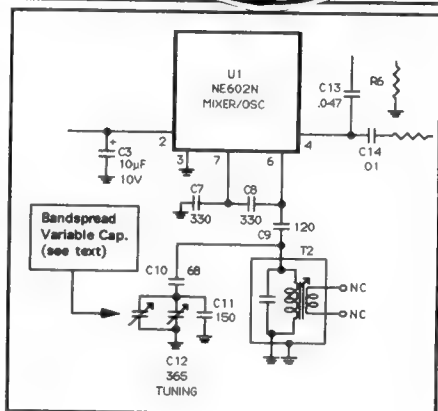 U1
NE602N
MIXER/OSC
2
3
7
6
4
C3
10µF
10V
C13
.047
R6
C14
01
C7
330
C8
330
120
C9
T2
Bandspread
Variable Cap.
(see text)
C10
68
C11
150
NC
NC
C12
365
TUNING